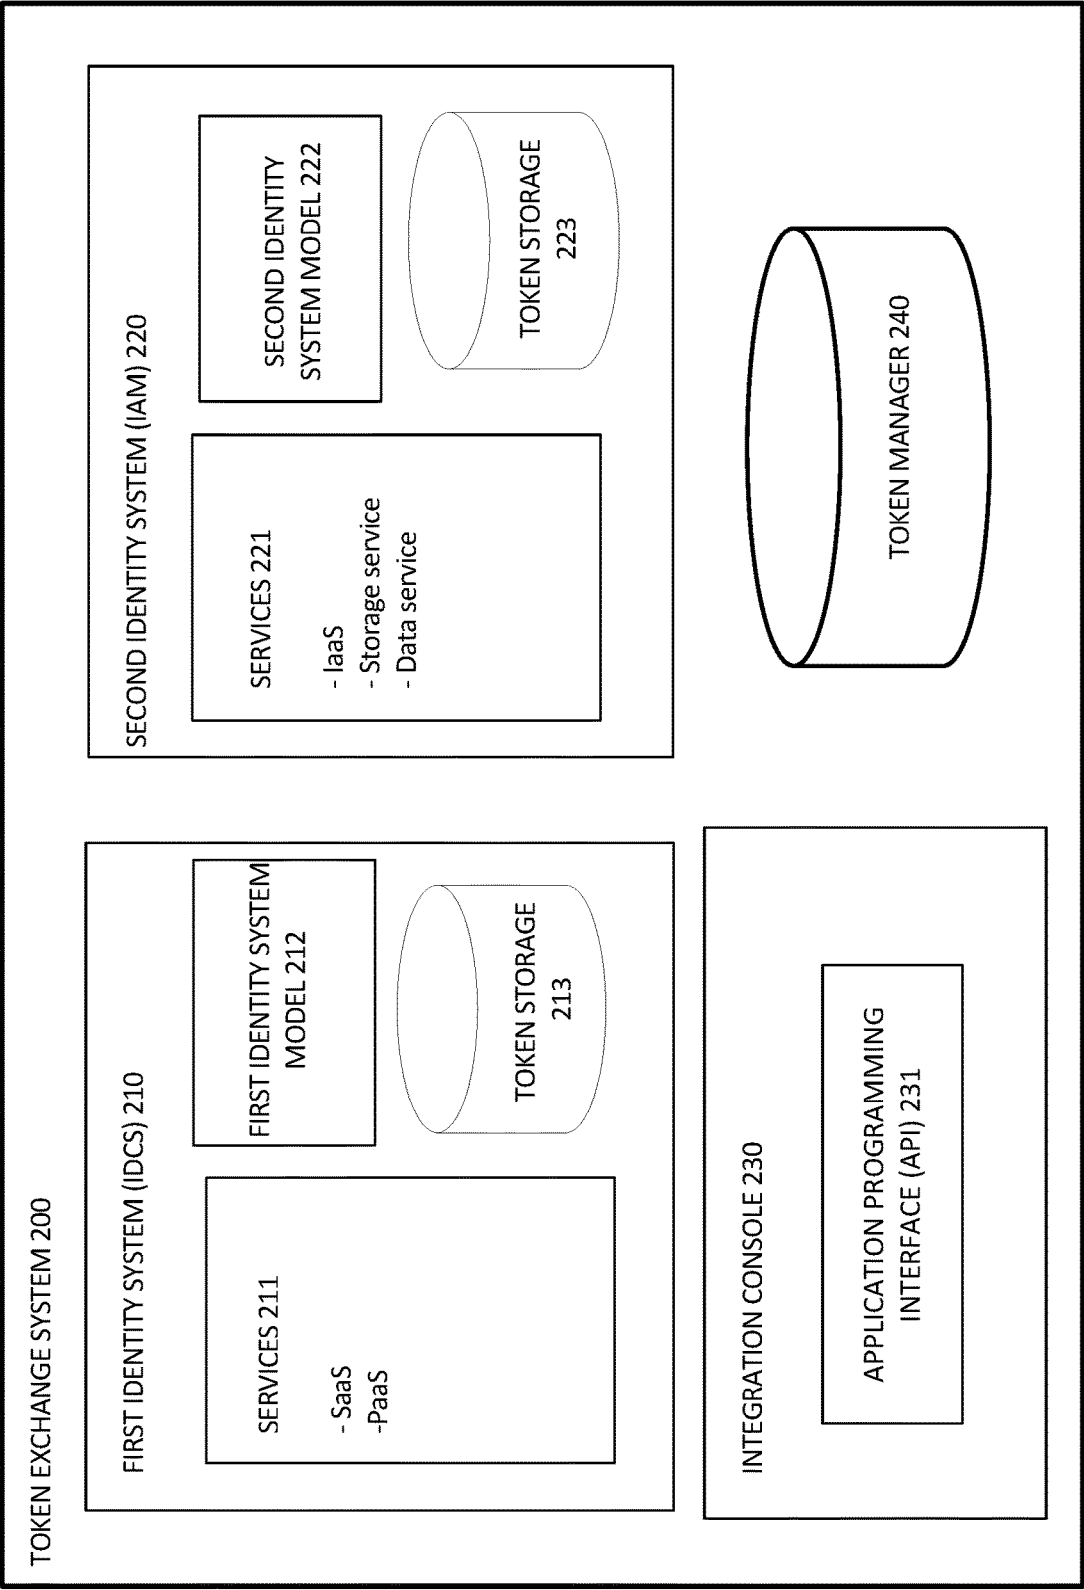 TOKEN EXCHANGE SYSTEM 200
FIRST IDENTITY SYSTEM (IDCS) 210
SERVICES 211
- SaaS
-PaaS
FIRST IDENTITY SYSTEM
MODEL 212
TOKEN STORAGE
213
SECOND IDENTITY SYSTEM (IAM) 220
SERVICES 221
- IaaS
- Storage service
- Data service
SECOND IDENTITY
SYSTEM MODEL 222
TOKEN STORAGE
223
INTEGRATION CONSOLE 230
APPLICATION PROGRAMMING
INTERFACE (API) 231
TOKEN MANAGER 240